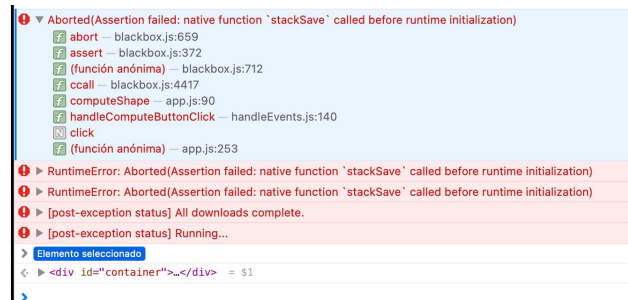 Aborted(Assertion failed: native function `stackSave` called before runtime initialization)
f abort — blackbox.js:659
f assert — blackbox.js:372
f (función anónima) — blackbox.js:712
f ccall — blackbox.js:4417
f computeShape — app.js:90
f handleComputeButtonClick — handleEvents.js:140
N click
f (función anónima) — app.js:253
RuntimeError: Aborted(Assertion failed: native function `stackSave` called before runtime initialization)
RuntimeError: Aborted(Assertion failed: native function `stackSave` called before runtime initialization)
[post-exception status] All downloads complete.
[post-exception status] Running...
Elemento seleccionado
<div id="container">…</div> = $1